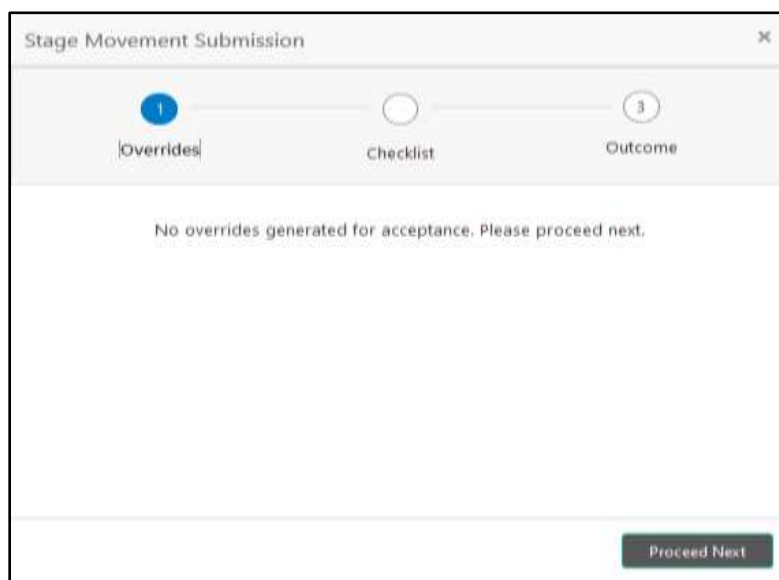 Stage Movement Submission
1
3
Overrides
Checklist
Outcome
No overrides generated for acceptance. Please proceed next.
Proceed Next